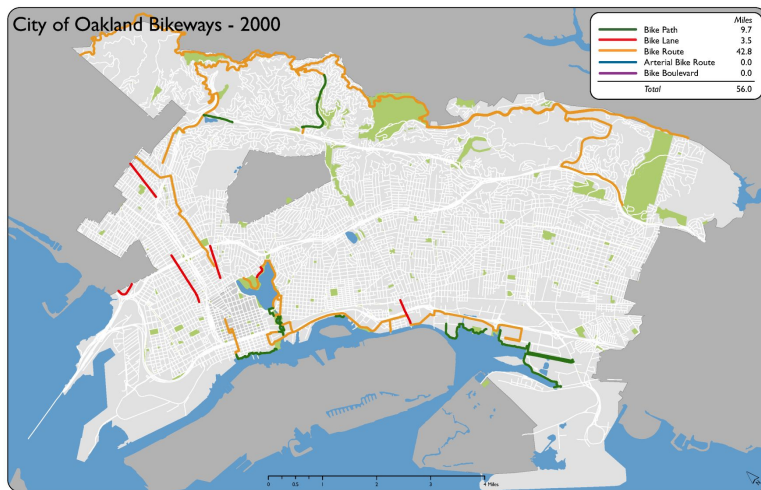 City of Oakland Bikeways - 2000
Miles
Bike Path 9.7
Bike Lane 3.5
Bike Route 42.8
Arterial Bike Route 0.0
Bike Boulevard 0.0
Total 56.0
0 0.5 1 2 3 4 Miles